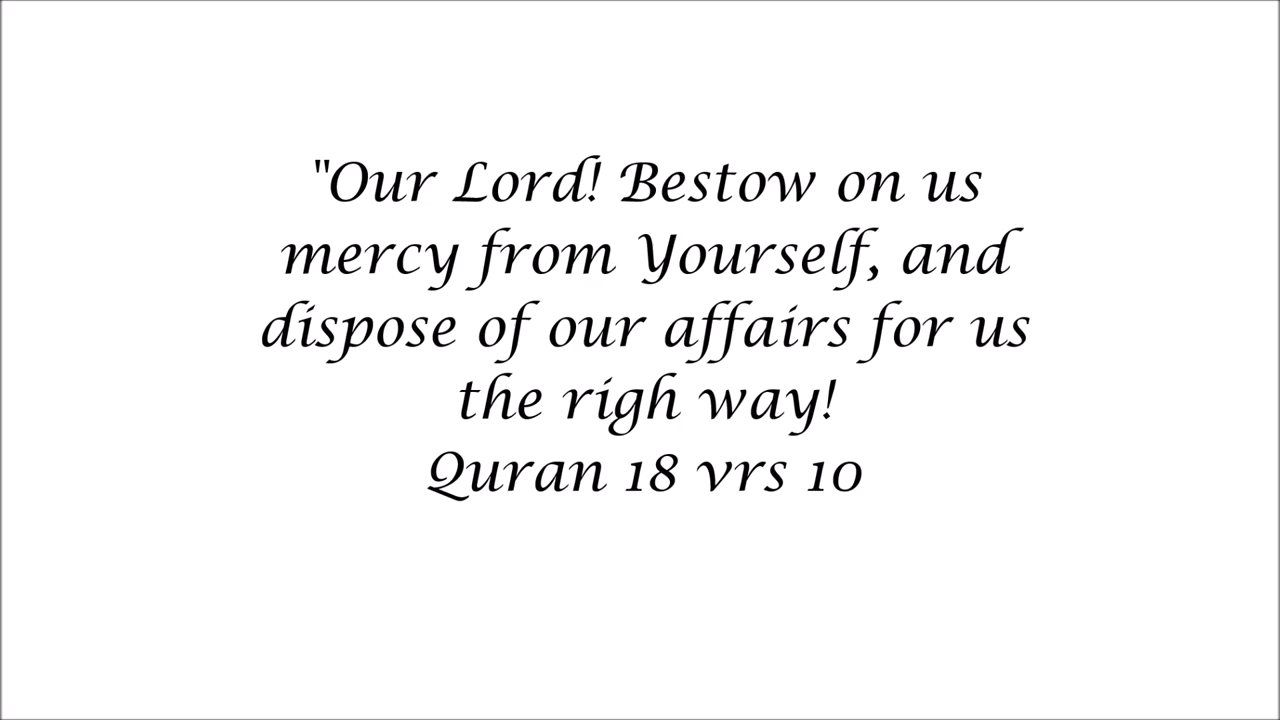 "Our Lord! Bestow on us
mercy from Yourself, and
dispose of our affairs for us
the righ way!
Quran 18 vrs 10